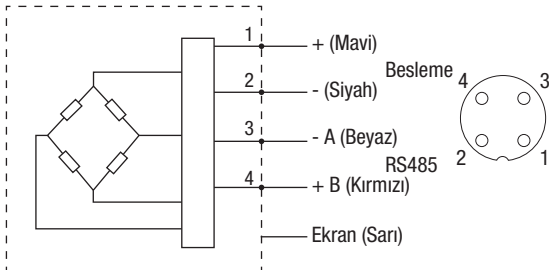 1 + (Mavi)
Besleme
2 - (Siyah)
3 - A (Beyaz)
RS485
4 + B (Kırmızı)
Ekran (Sarı)
4 3
2 1